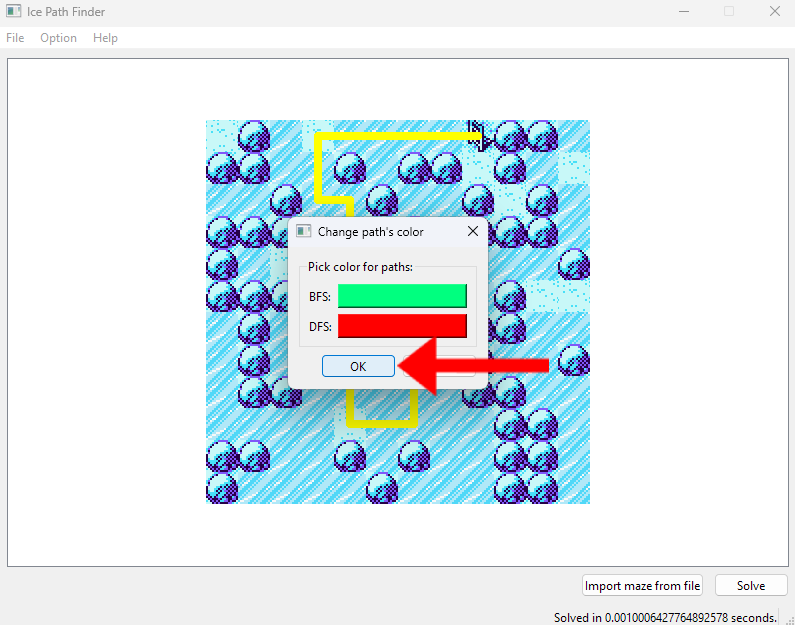 Ice Path Finder
File Option Help
Change path's color
Pick color for paths:
BFS:
DFS:
OK
Import maze from file Solve
Solved in 0.0010006427764892578 seconds.